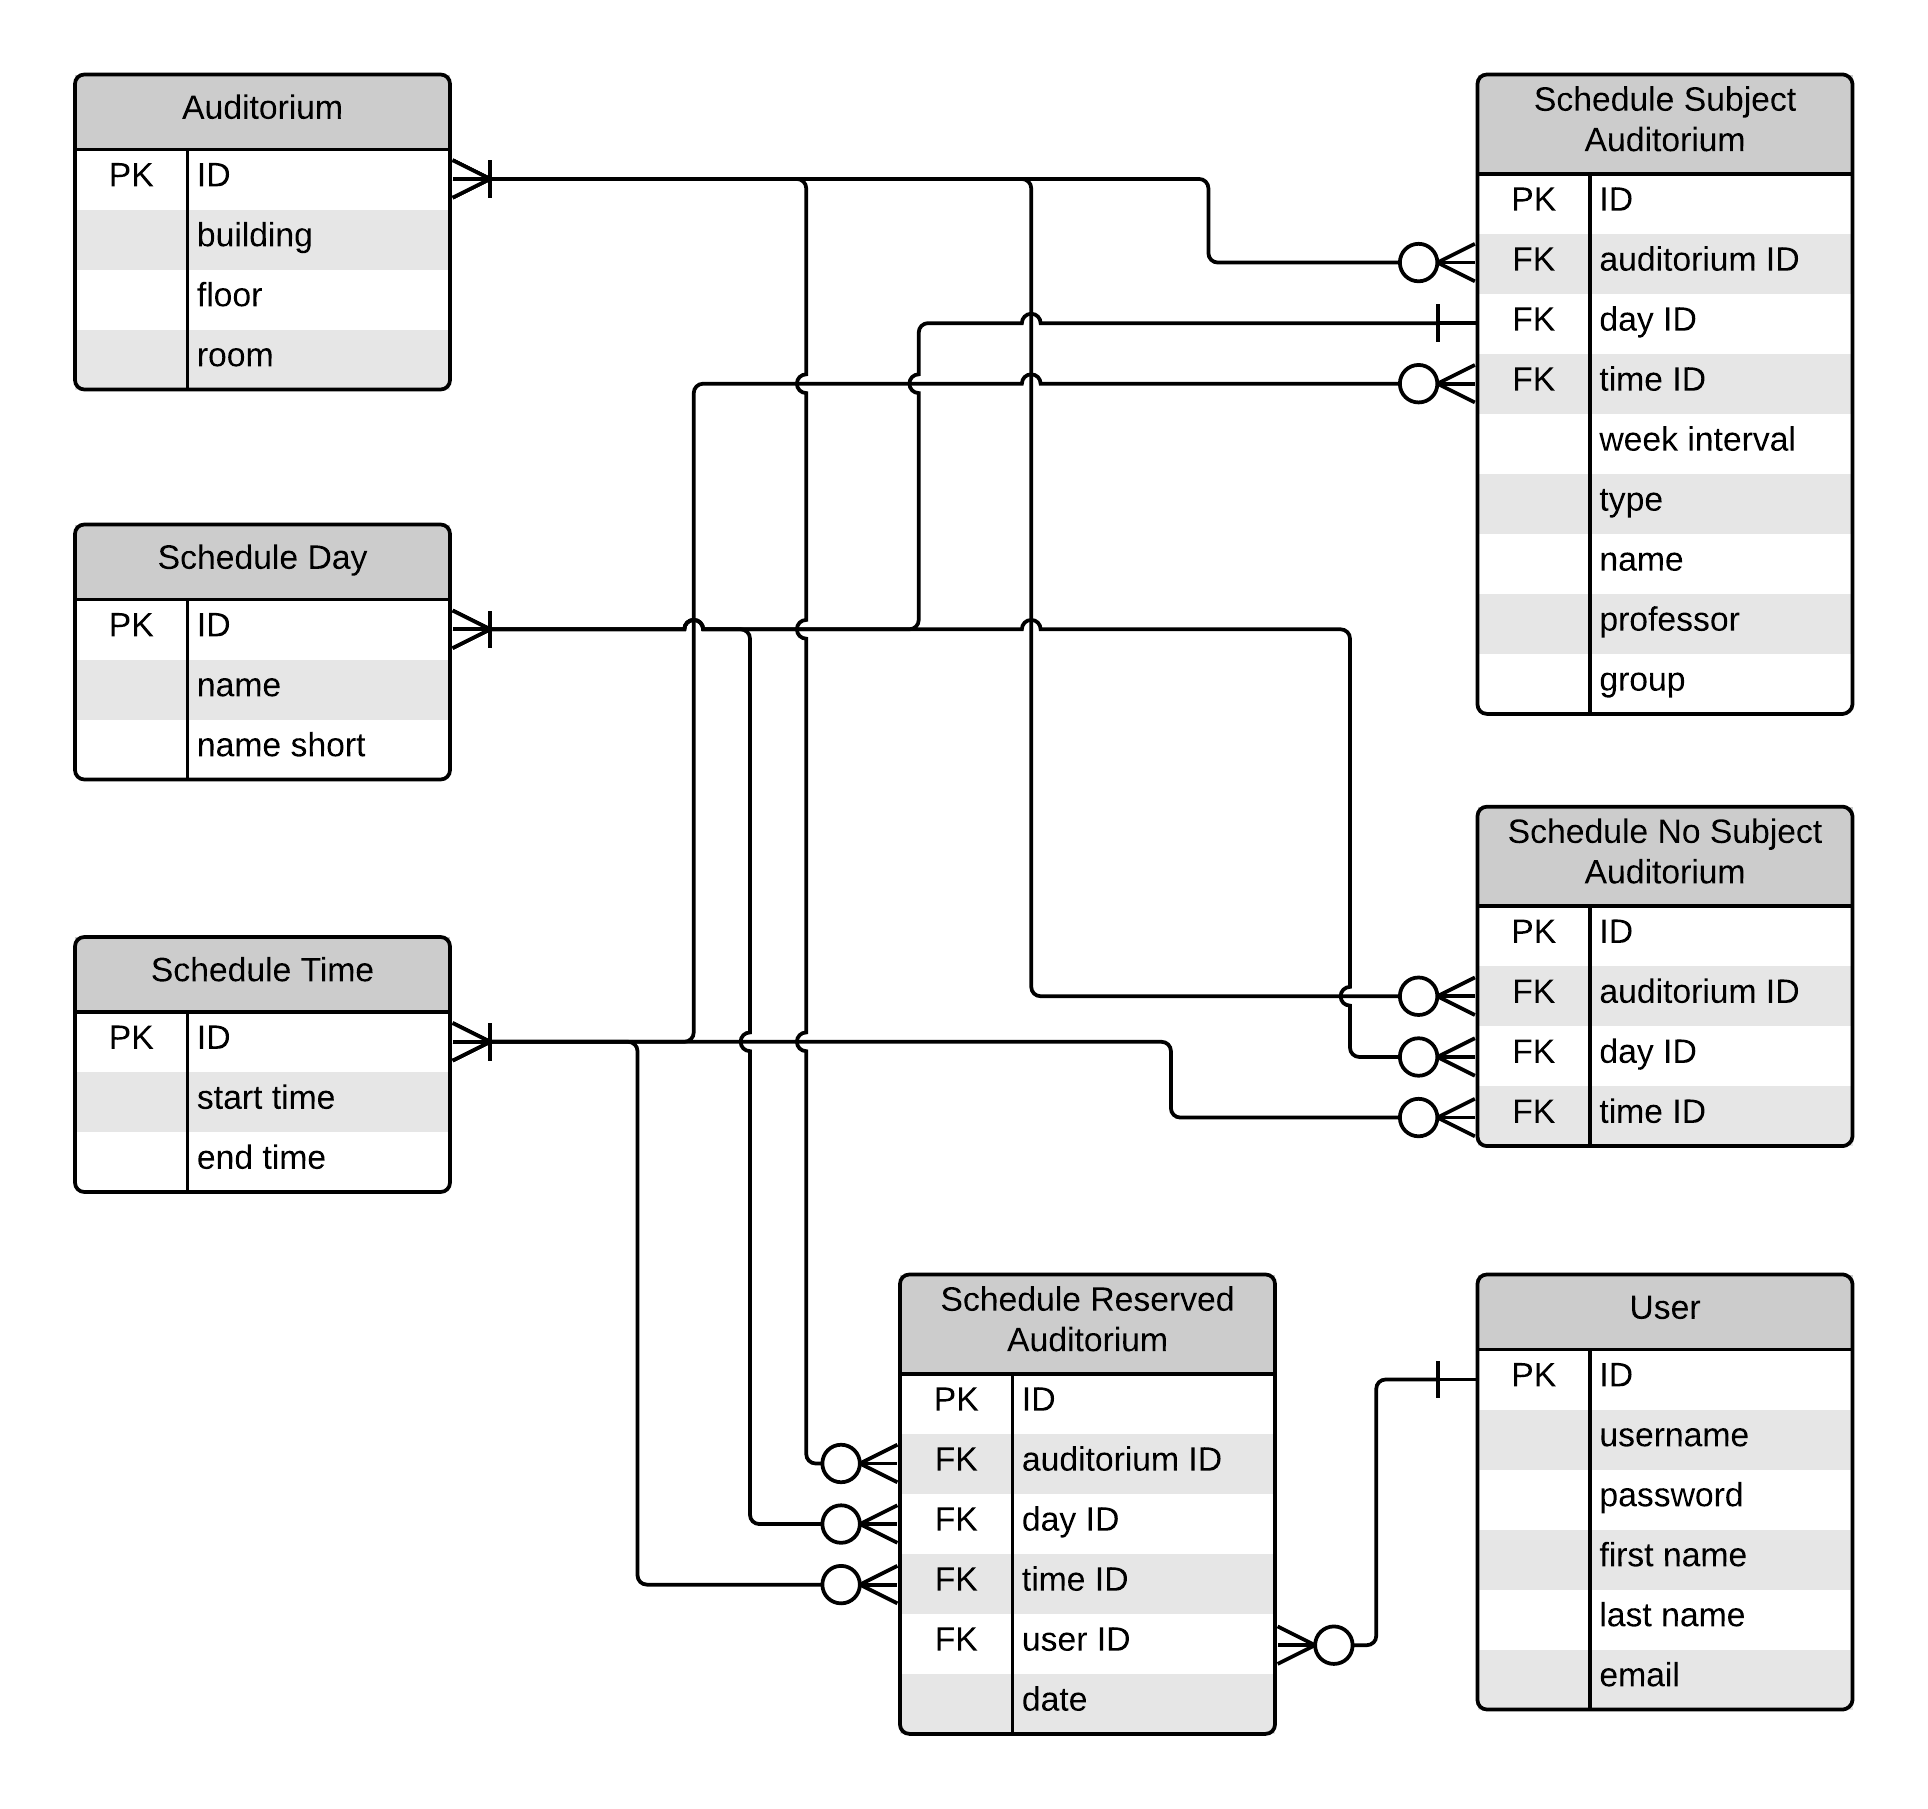 Auditorium
PK ID
building
floor
room
Schedule Subject
Auditorium
PK ID
FK auditorium ID
FK day ID
FK time ID
week interval
type
name
professor
group
Schedule Day
PK ID
name
name short
Schedule No Subject
Auditorium
PK ID
FK auditorium ID
FK day ID
FK time ID
Schedule Time
PK ID
start time
end time
Schedule Reserved
Auditorium
PK ID
FK auditorium ID
FK day ID
FK time ID
FK user ID
date
User
PK ID
username
password
first name
last name
email